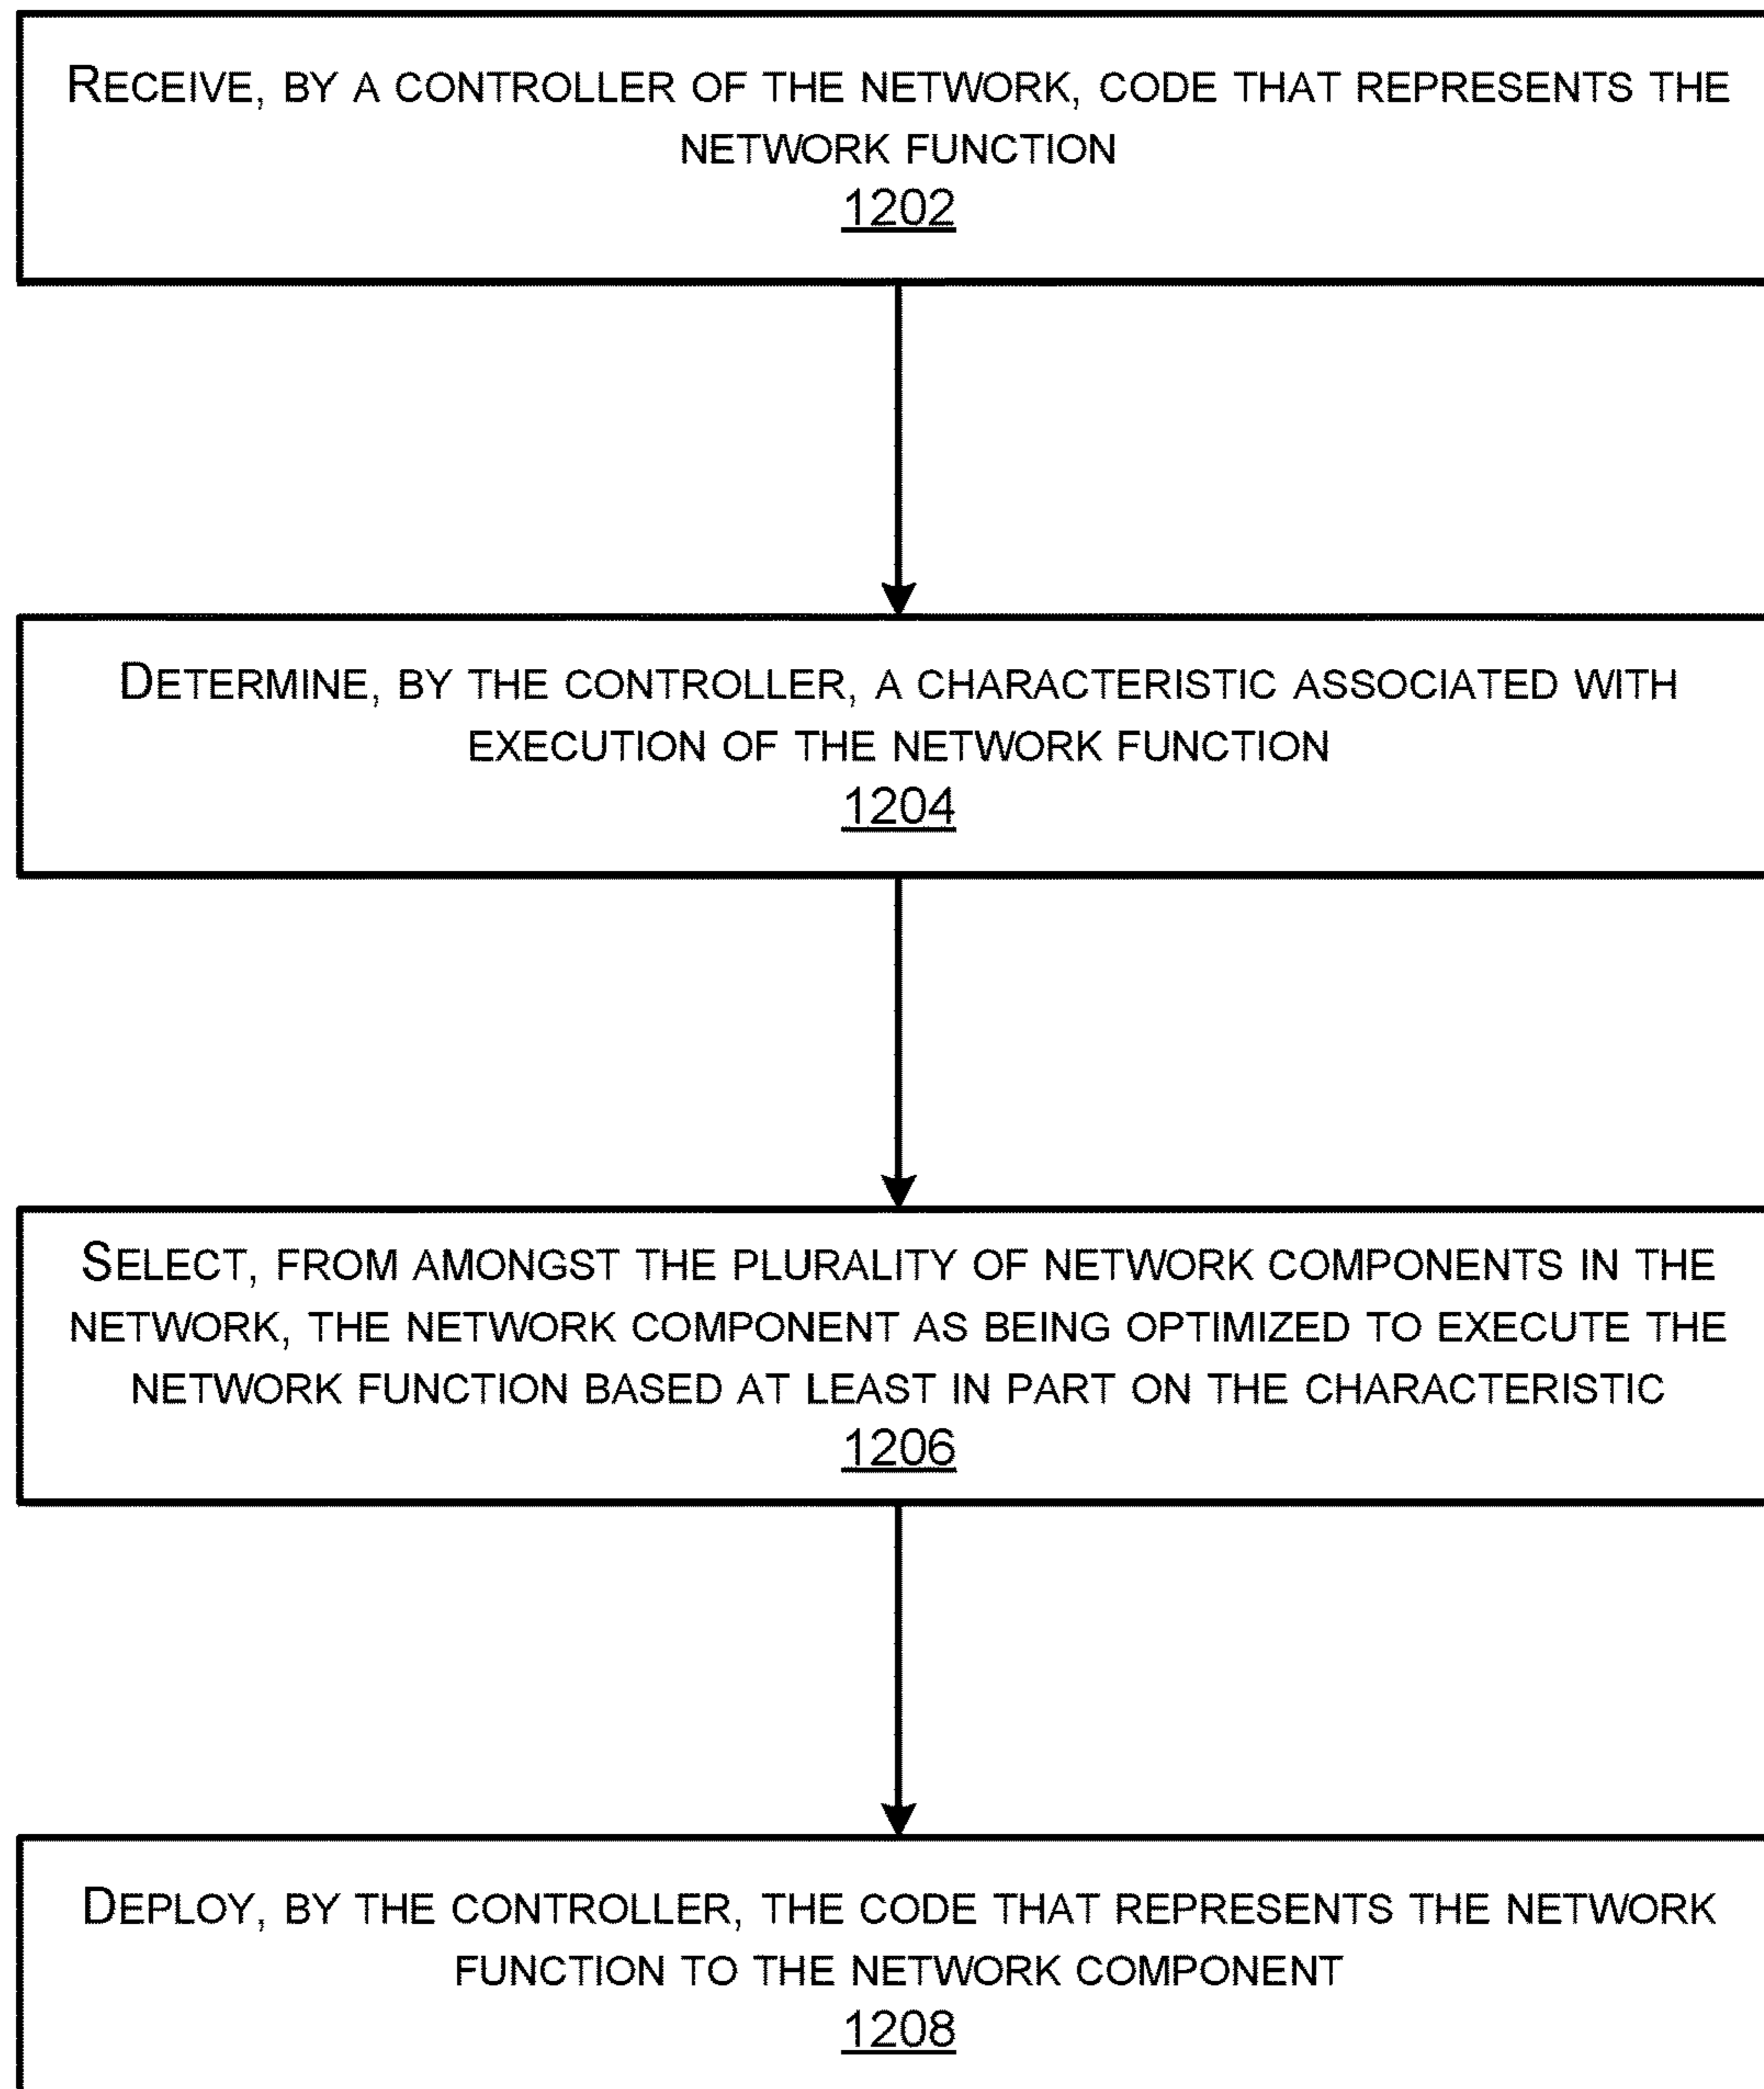 RECEIVE, BY A CONTROLLER OF THE NETWORK, CODE THAT REPRESENTS THE
NETWORK FUNCTION
1202
DETERMINE, BY THE CONTROLLER, A CHARACTERISTIC ASSOCIATED WITH
EXECUTION OF THE NETWORK FUNCTION
1204
SELECT, FROM AMONGST THE PLURALITY OF NETWORK COMPONENTS IN THE
NETWORK, THE NETWORK COMPONENT AS BEING OPTIMIZED TO EXECUTE THE
NETWORK FUNCTION BASED AT LEAST IN PART ON THE CHARACTERISTIC
1206
DEPLOY, BY THE CONTROLLER, THE CODE THAT REPRESENTS THE NETWORK
FUNCTION TO THE NETWORK COMPONENT
1208